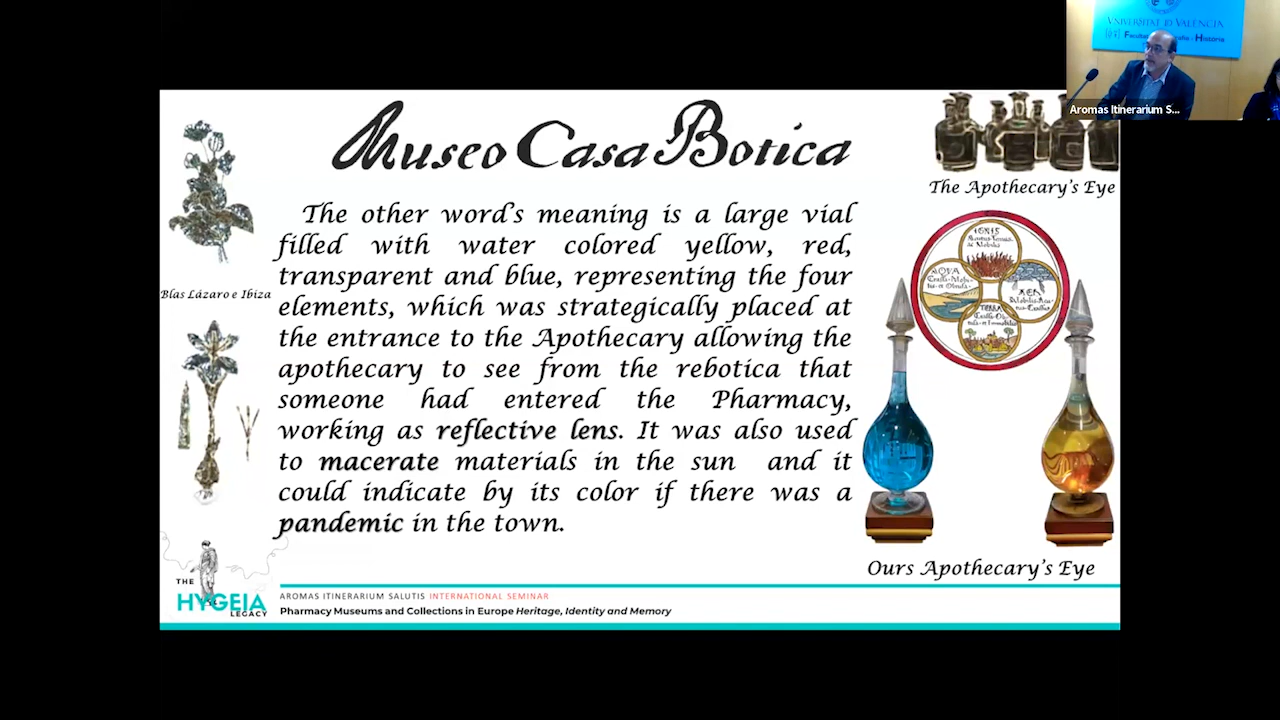 UNIVERSITAT ID VALÈNCIA
Aromas Itinerarium S...
Museo Casa Botica
The Apothecary's Eye
The other word's meaning is a large vial
filled with water colored yellow, red,
transparent and blue, representing the four
elements, which was strategically placed at
the entrance to the Apothecary allowing the
apothecary to see from the rebotica that
someone had entered the Pharmacy,
working as reflective lens. It was also used
to macerate materials in the sun and it
could indicate by its color if there was a
pandemic in the town.
Blas Lázaro e Ibiza
IGNIS
AER
TERRA
Ours Apothecary's Eye
THE
HYGEIA
LEGACY
AROMAS ITINERARIUM SALUTIS INTERNATIONAL SEMINAR
Pharmacy Museums and Collections in Europe Heritage, Identity and Memory